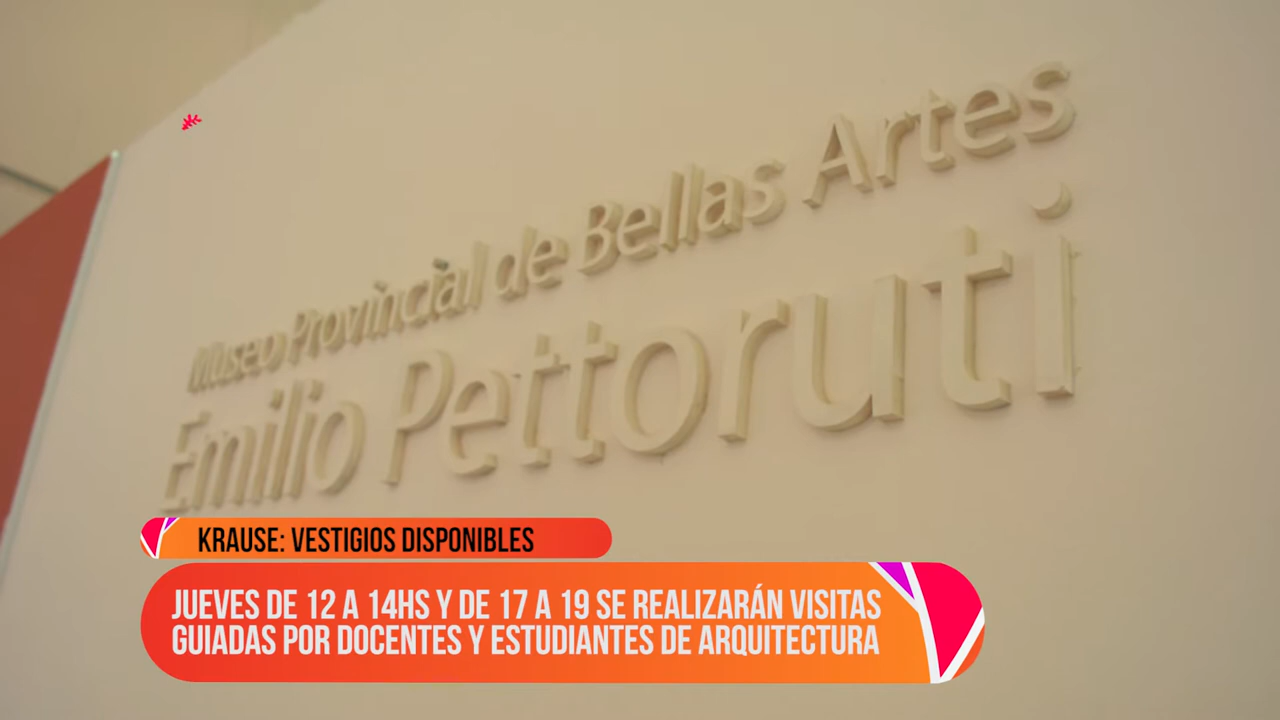 Museo Provincial de Bellas Artes
Emilio Pettoruti
KRAUSE: VESTIGIOS DISPONIBLES
JUEVES DE 12 A 14HS Y DE 17 A 19 SE REALIZARÁN VISITAS
GUIADAS POR DOCENTES Y ESTUDIANTES DE ARQUITECTURA